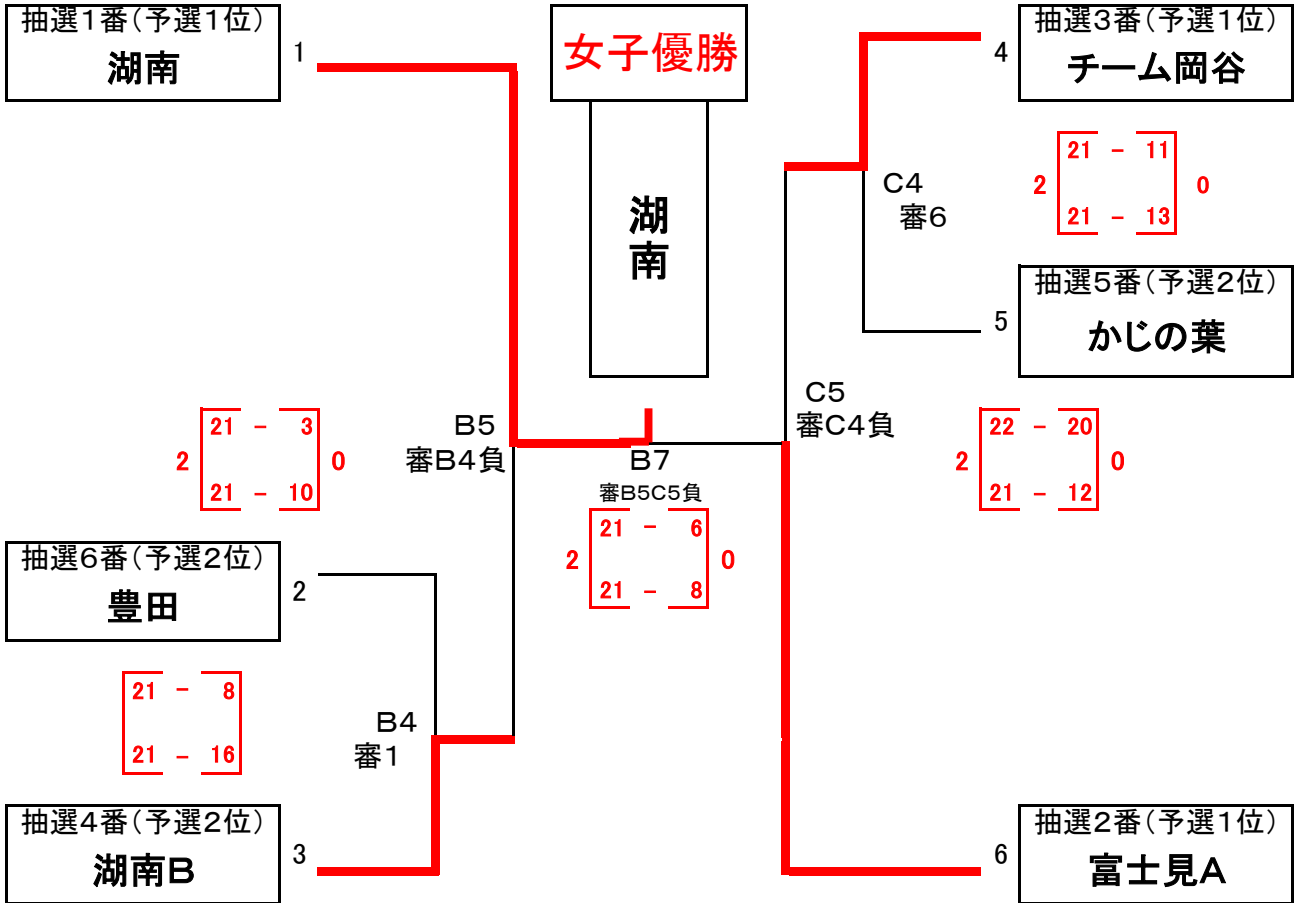 抽選1番(予選1位)
湖南
1
女子優勝
湖
南
4
抽選3番(予選1位)
チーム岡谷
21 - 11
2 0
21 - 13
C4
審6
5
抽選5番(予選2位)
かじの葉
21 - 3
2 0
21 - 10
B5
審B4負
B7
審B5C5負
21 - 6
2 0
21 - 8
C5
審C4負
22 - 20
2 0
21 - 12
抽選6番(予選2位)
豊田
2
21 - 8
21 - 16
B4
審1
抽選4番(予選2位)
湖南B
3
6
抽選2番(予選1位)
富士見A